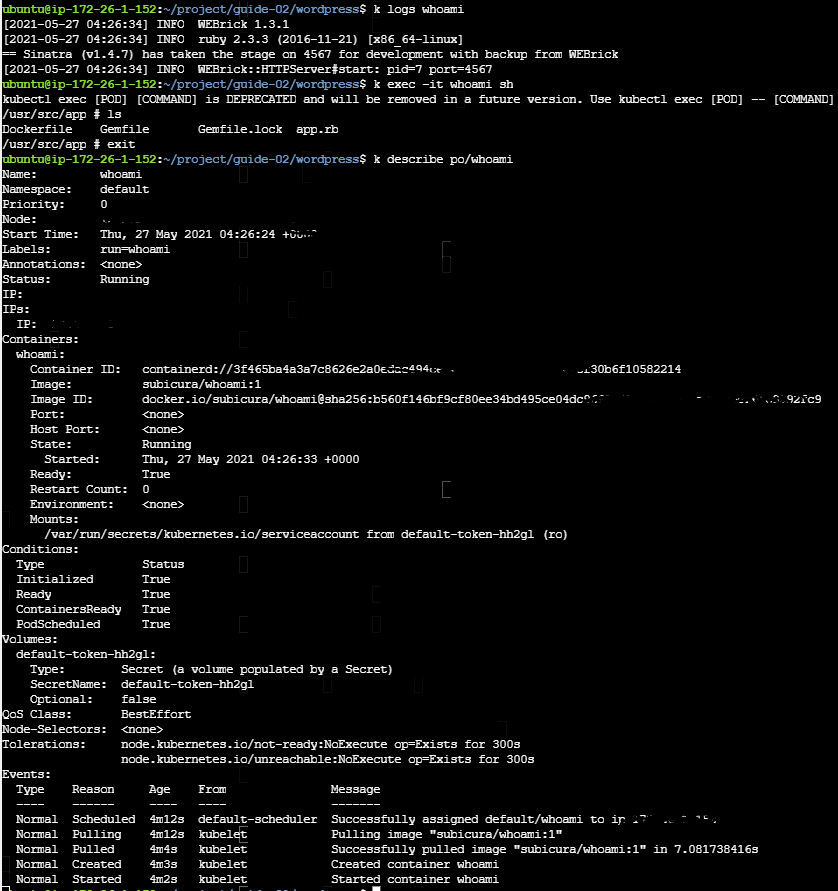 ubuntu@ip-172-26-1-152:~/project/guide-02/wordpress$ k logs whoami
[2021-05-27 04:26:34] INFO  WEBrick 1.3.1
[2021-05-27 04:26:34] INFO  ruby 2.3.3 (2016-11-21) [x86_64-linux]
== Sinatra (v1.4.7) has taken the stage on 4567 for development with backup from WEBrick
[2021-05-27 04:26:34] INFO  WEBrick::HTTPServer#start: pid=7 port=4567
ubuntu@ip-172-26-1-152:~/project/guide-02/wordpress$ k exec -it whoami sh
kubectl exec [POD] [COMMAND] is DEPRECATED and will be removed in a future version. Use kubectl exec [POD] -- [COMMAND]
/usr/src/app # ls
Dockerfile    Gemfile       Gemfile.lock  app.rb
/usr/src/app # exit
ubuntu@ip-172-26-1-152:~/project/guide-02/wordpress$ k describe po/whoami
Name:         whoami
Namespace:    default
Priority:     0
Node:
Start Time:   Thu, 27 May 2021 04:26:24
Labels:       run=whoami
Annotations:  <none>
Status:       Running
IP:
IPs:
  IP:
Containers:
  whoami:
    Container ID:
    Image:          subicura/whoami:1
    Image ID:
    Port:           <none>
    Host Port:      <none>
    State:          Running
      Started:      Thu, 27 May 2021 04:26:33 +0000
    Ready:          True
    Restart Count:  0
    Environment:    <none>
    Mounts:
      /var/run/secrets/kubernetes.io/serviceaccount from default-token-hh2gl (ro)
Conditions:
  Type              Status
  Initialized       True
  Ready             True
  ContainersReady   True
  PodScheduled      True
Volumes:
  default-token-hh2gl:
    Type:        Secret (a volume populated by a Secret)
    SecretName:  default-token-hh2gl
    Optional:    false
QoS Class:       BestEffort
Node-Selectors:  <none>
Tolerations:     node.kubernetes.io/not-ready:NoExecute op=Exists for 300s
                 node.kubernetes.io/unreachable:NoExecute op=Exists for 300s
Events:
  Type    Reason     Age    From               Message
  ----    ------     ----   ----               -------
  Normal  Scheduled  4m12s  default-scheduler  Successfully assigned default/whoami to
  Normal  Pulling    4m12s  kubelet            Pulling image "subicura/whoami:1"
  Normal  Pulled     4m4s   kubelet            Successfully pulled image "subicura/whoami:1" in 7.081738416s
  Normal  Created    4m3s   kubelet            Created container whoami
  Normal  Started    4m2s   kubelet            Started container whoami